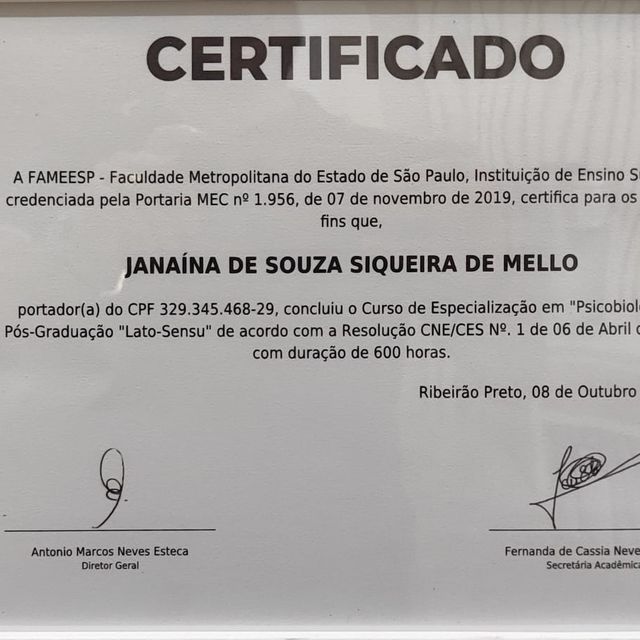 CERTIFICADO
A FAMEESP - Faculdade Metropolitana do Estado de São Paulo, Instituição de Ensino
credenciada pela Portaria MEC nº 1.956, de 07 de novembro de 2019, certifica para os
fins que,
JANAÍNA DE SOUZA SIQUEIRA DE MELLO
portador(a) do CPF 329.345.468-29, concluiu o Curso de Especialização em "Psicobiolo
Pós-Graduação "Lato-Sensu" de acordo com a Resolução CNE/CES Nº. 1 de 06 de Abril
com duração de 600 horas.
Ribeirão Preto, 08 de Outubro
Antonio Marcos Neves Esteca
Diretor Geral
Fernanda de Cassia Neve
Secretária Acadêmica